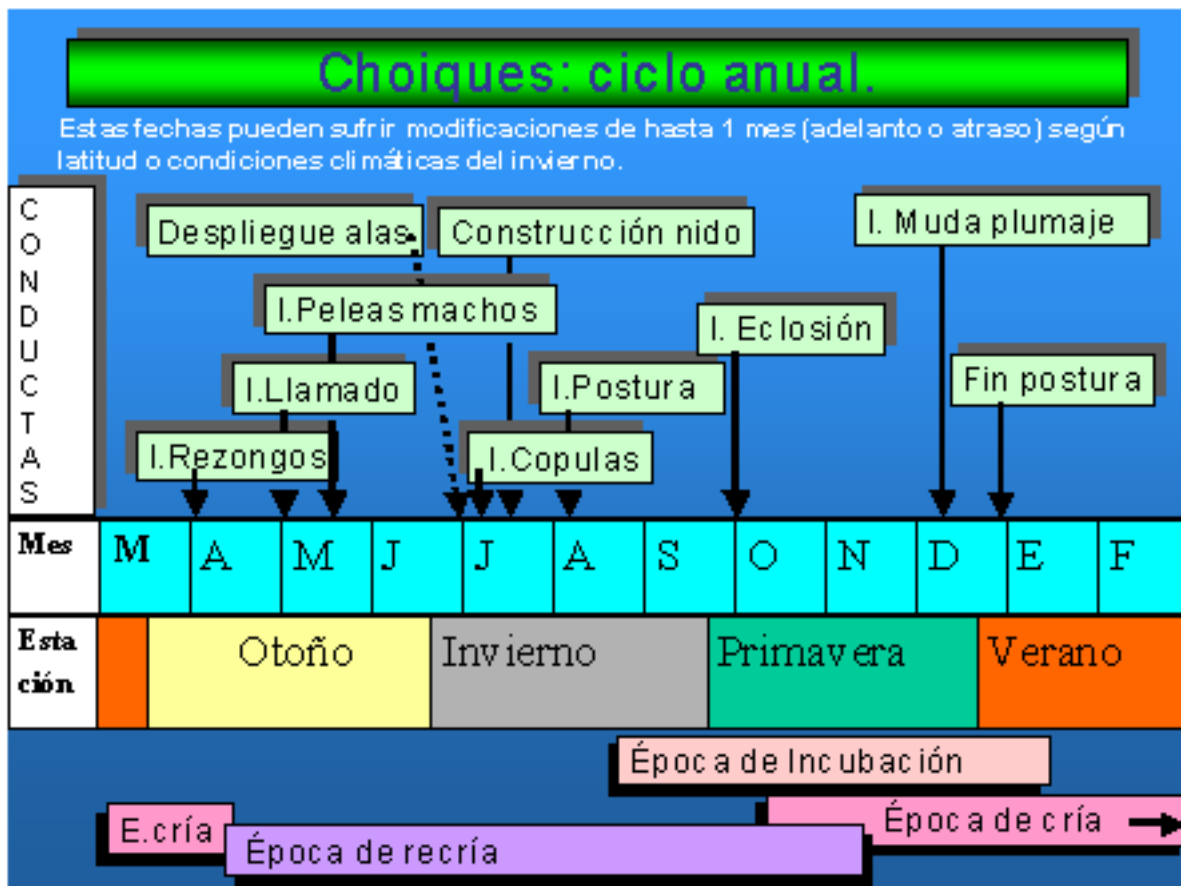 Choiques: ciclo anual.
Estas fechas pueden sufrir modificaciones de hasta 1 mes (adelanto o atraso) según
latitud o condiciones climáticas del invierno.
CONDUCTAS
Despliegue alas
Construcción nido
I. Muda plumaje
I.Peleas machos
I. Eclosión
I.Llamado
I.Postura
Fin postura
I.Rezongos
I.Copulas
Mes
M A M J J A S O N D E F
Esta
ción
Otoño Invierno Primavera Verano
Época de Incubación
E.cría
Época de cría
Época de recría